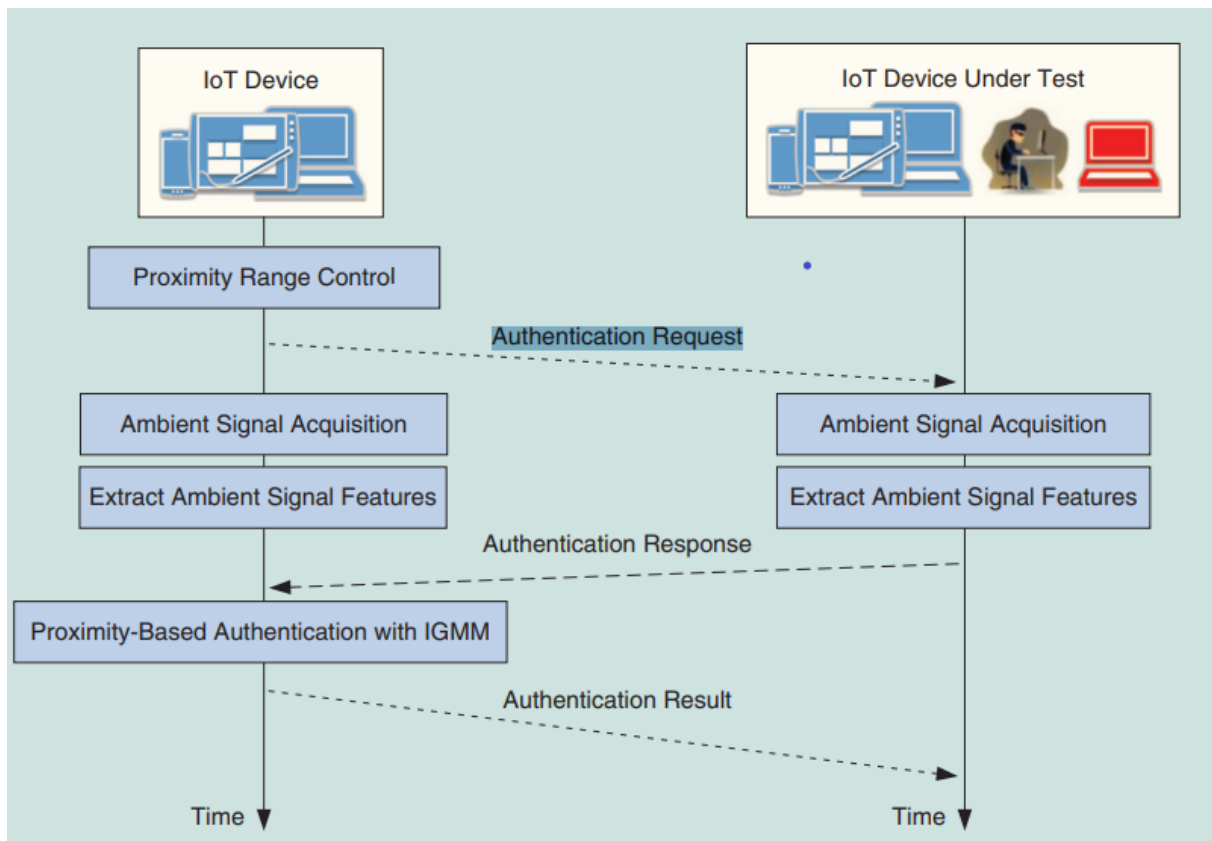 IoT Device
IoT Device Under Test
Proximity Range Control
Authentication Request
Ambient Signal Acquisition
Ambient Signal Acquisition
Extract Ambient Signal Features
Extract Ambient Signal Features
Authentication Response
Proximity-Based Authentication with IGMM
Authentication Result
Time
Time